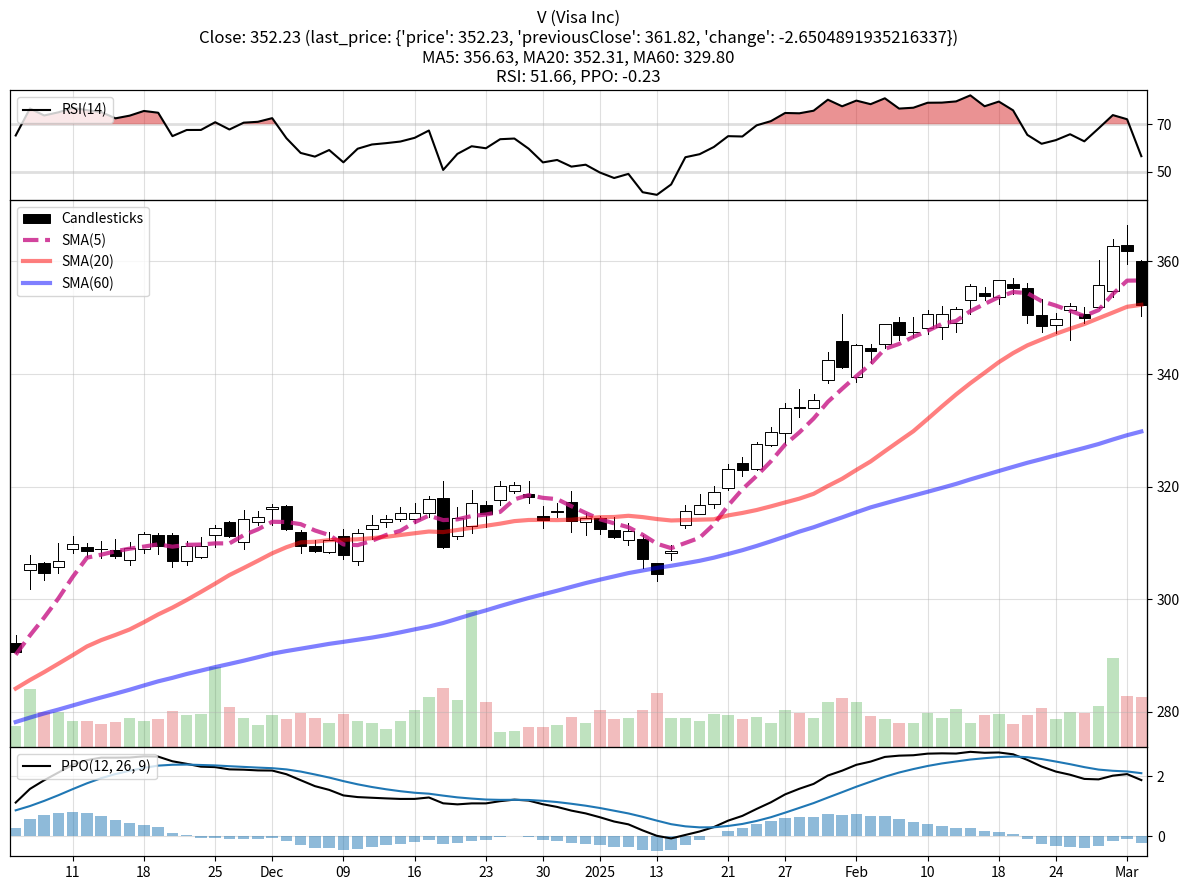 V (Visa Inc)
Close: 352.23 (last_price: {'price': 352.23, 'previousClose': 361.82, 'change': -2.6504891935216337})
MA5: 356.63, MA20: 352.31, MA60: 329.80
RSI: 51.66, PPO: -0.23
RSI(14)
70
50
Candlesticks
SMA(5)
SMA(20)
SMA(60)
360
340
320
300
280
PPO(12, 26, 9)
2
0
11 18 25 Dec 09 16 23 30 2025 13 21 27 Feb 10 18 24 Mar